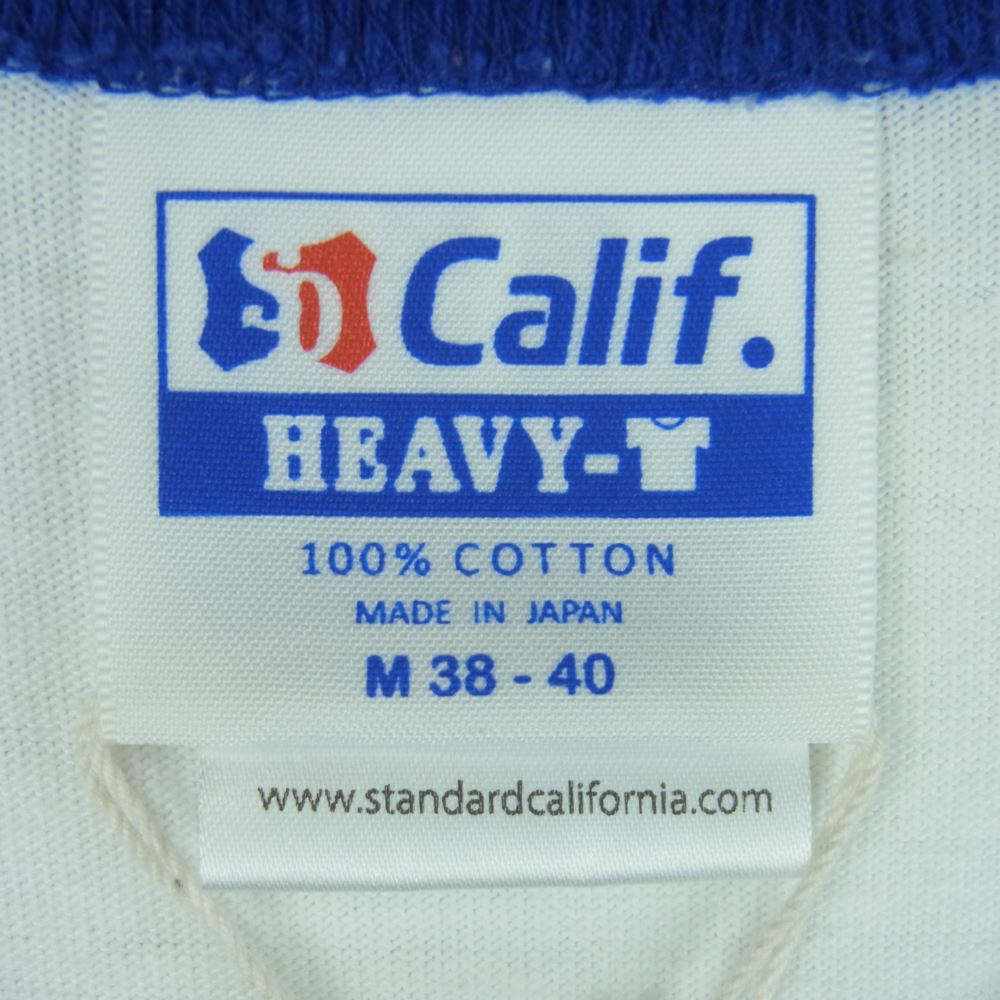 SD Calif.
HEAVY-
100% COTTON
MADE IN JAPAN
M 38 - 40
www.standardcalifornia.com